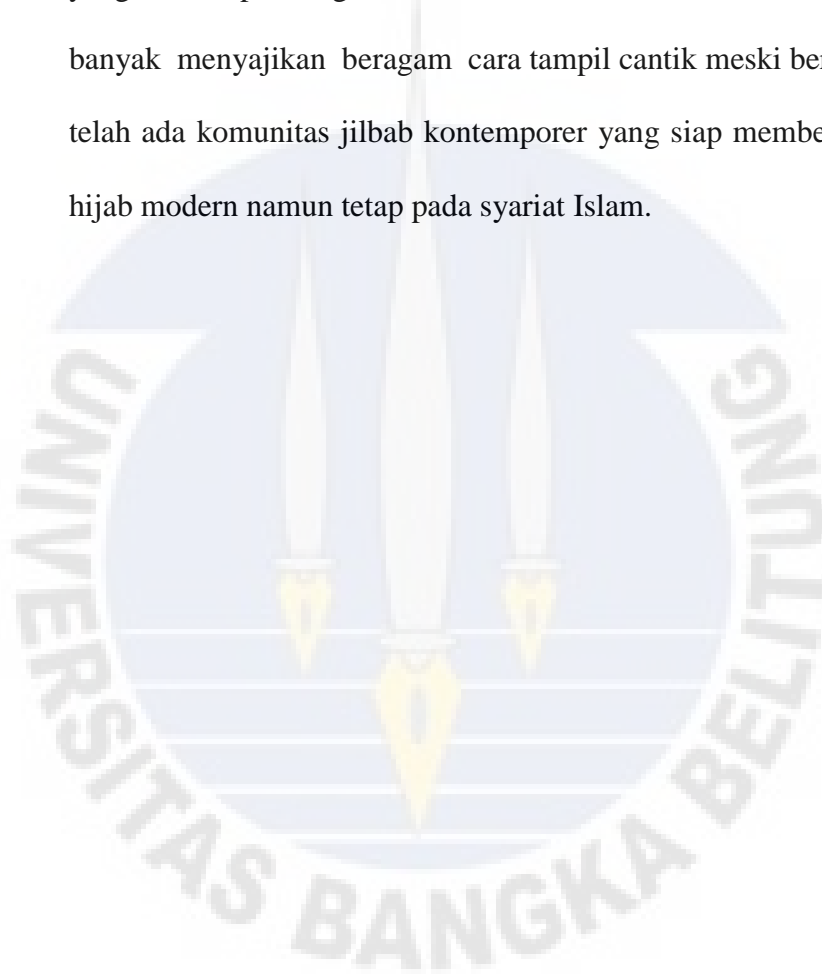 banyak menyajikan beragam cara tampil cantik meski
telah ada komunitas jilbab kontemporer yang siap
hijab modern namun tetap pada syariat Islam.
UNIVERSITAS BANGKA BELITUNG